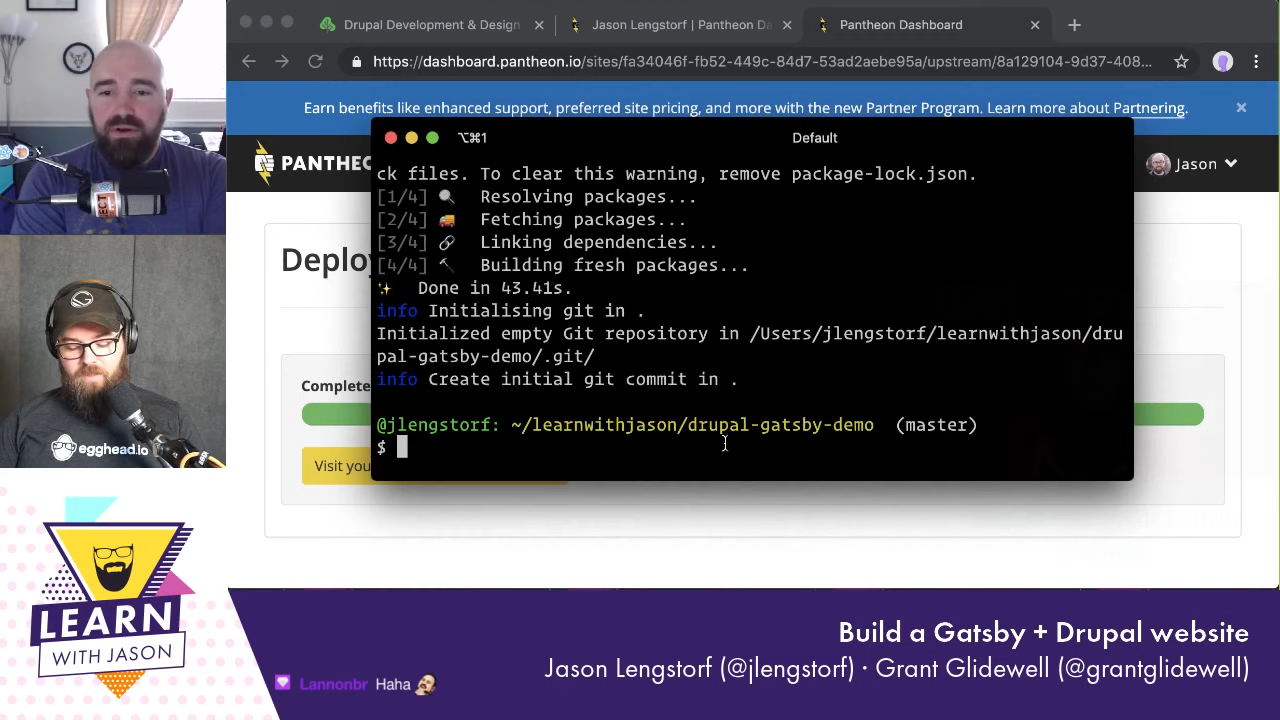 Drupal Development & Design
Jason Lengstorf | Pantheon Da
Pantheon Dashboard
https://dashboard.pantheon.io/sites/fa34046f-fb52-449c-84d7-53ad2aebe95a/upstream/8a129104-9d37-408...
Earn benefits like enhanced support, preferred site pricing, and more with the new Partner Program. Learn more about Partnering.
PANTHEO
Jason
⌥⌘1
Default
ck files. To clear this warning, remove package-lock.json.
[1/4] 🔍 Resolving packages...
[2/4] 🚚 Fetching packages...
[3/4] 🔗 Linking dependencies...
[4/4] 🔨 Building fresh packages...
✨ Done in 43.41s.
info Initialising git in .
Initialized empty Git repository in /Users/jlengstorf/learnwithjason/dru
pal-gatsby-demo/.git/
info Create initial git commit in .
@jlengstorf: ~/learnwithjason/drupal-gatsby-demo (master)
$
Deploy
Complete
Visit you
egghead.io
LEARN
WITH JASON
Build a Gatsby + Drupal website
Jason Lengstorf (@jlengstorf) · Grant Glidewell (@grantglidewell)
Lannonbr Haha